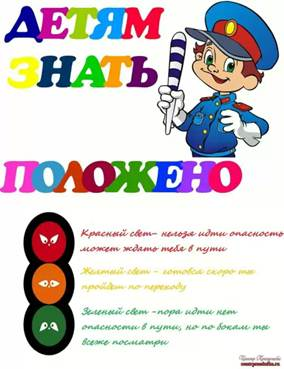 ДЕТЯМ
ЗНАТЬ
ПОЛОЖЕНО
Красный свет- нельзя идти опасность
может ждать тебя в пути
Желтый свет - готовся скоро ты
пройдет по переходу
Зеленый свет -пора идти нет
опасности в пути, но по бокам ты
всеже посматри